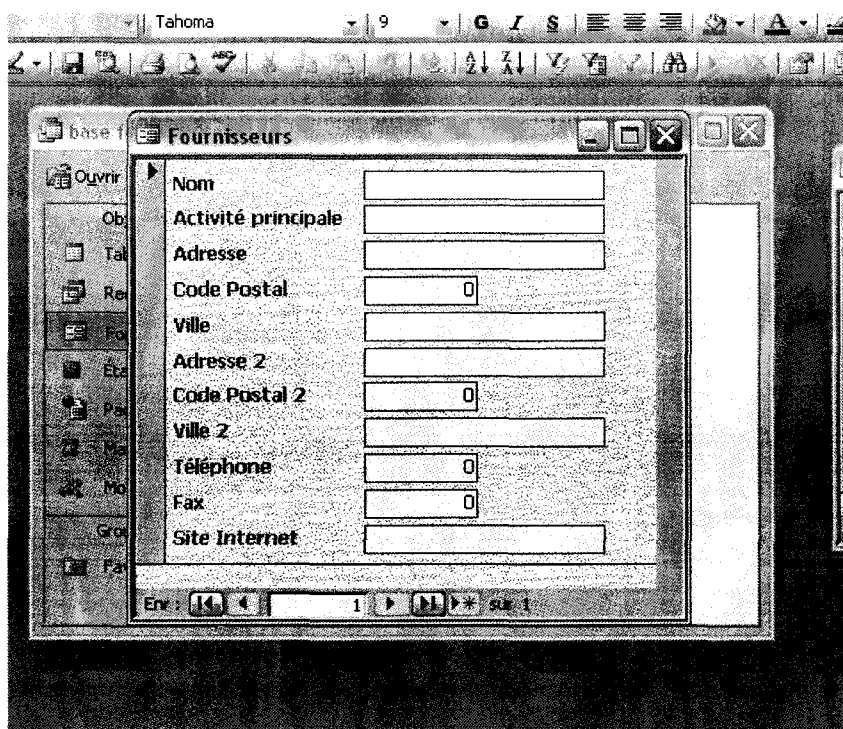 Tahoma 9 G I S A
base f
Fournisseurs
Ouvrir
Nom
Activité principale
Adresse
Code Postal 0
Ville
Adresse 2
Code Postal 2 0
Ville 2
Téléphone 0
Fax 0
Site Internet
Enr : 1 sur 1